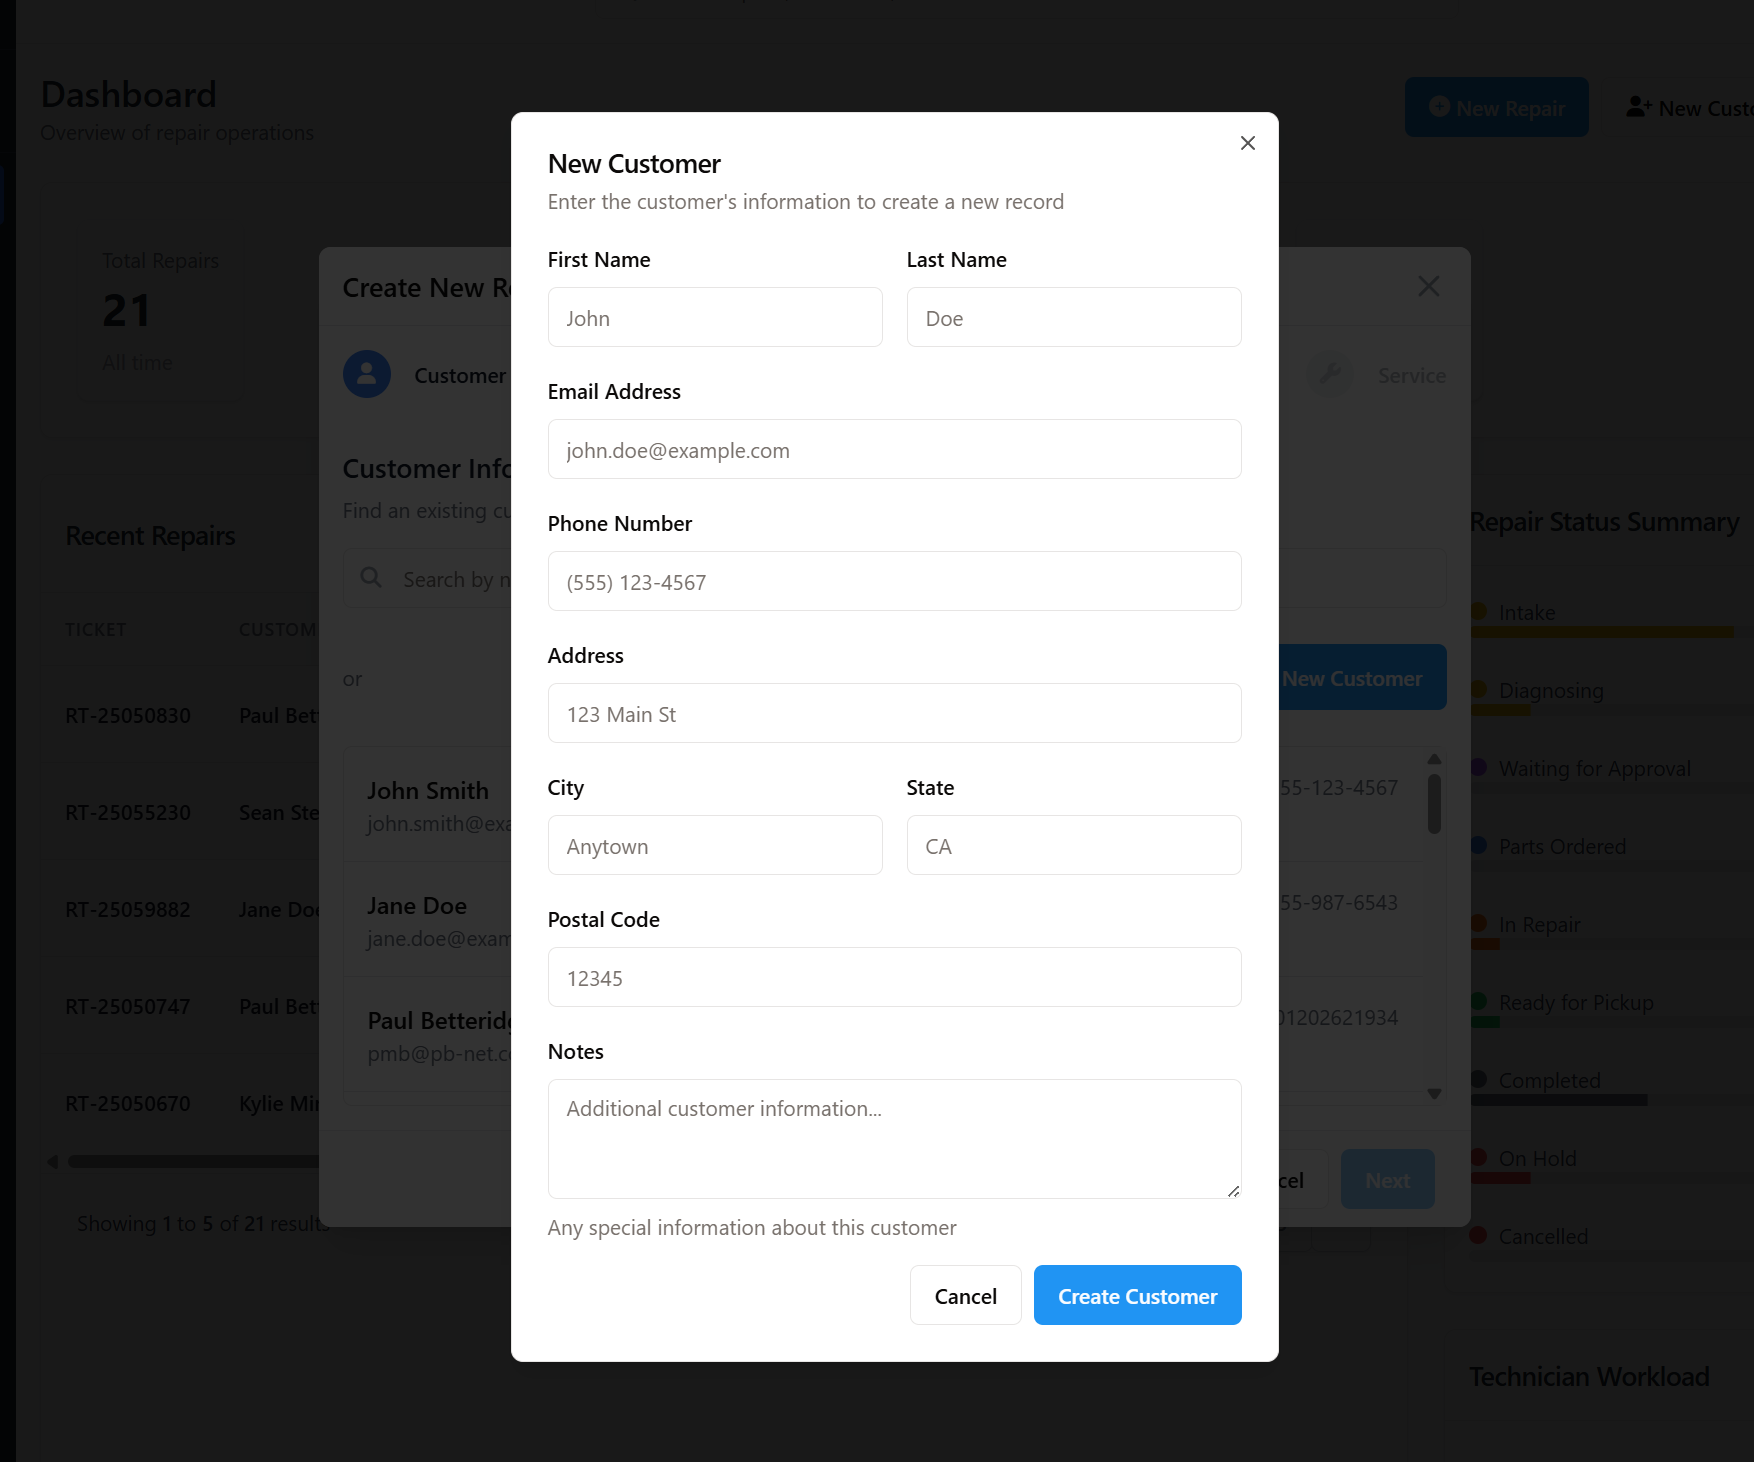 Dashboard
Overview of repair operations
New Repair
New Custo
Total Repairs
21
All time
Create New R
Customer
Service
Customer Info
Find an existing cu
Search by n
or
New Customer
John Smith
john.smith@exa
55-123-4567
Jane Doe
jane.doe@exam
55-987-6543
Paul Betterid
pmb@pb-net.c
01202621934
cel
Next
Recent Repairs
TICKET CUSTOM
RT-25050830 Paul Bett
RT-25055230 Sean Ste
RT-25059882 Jane Doe
RT-25050747 Paul Bett
RT-25050670 Kylie Min
Showing 1 to 5 of 21 results
Repair Status Summary
Intake
Diagnosing
Waiting for Approval
Parts Ordered
In Repair
Ready for Pickup
Completed
On Hold
Cancelled
Technician Workload
New Customer
Enter the customer's information to create a new record
First Name Last Name
John Doe
Email Address
john.doe@example.com
Phone Number
(555) 123-4567
Address
123 Main St
City State
Anytown CA
Postal Code
12345
Notes
Additional customer information...
Any special information about this customer
Cancel Create Customer